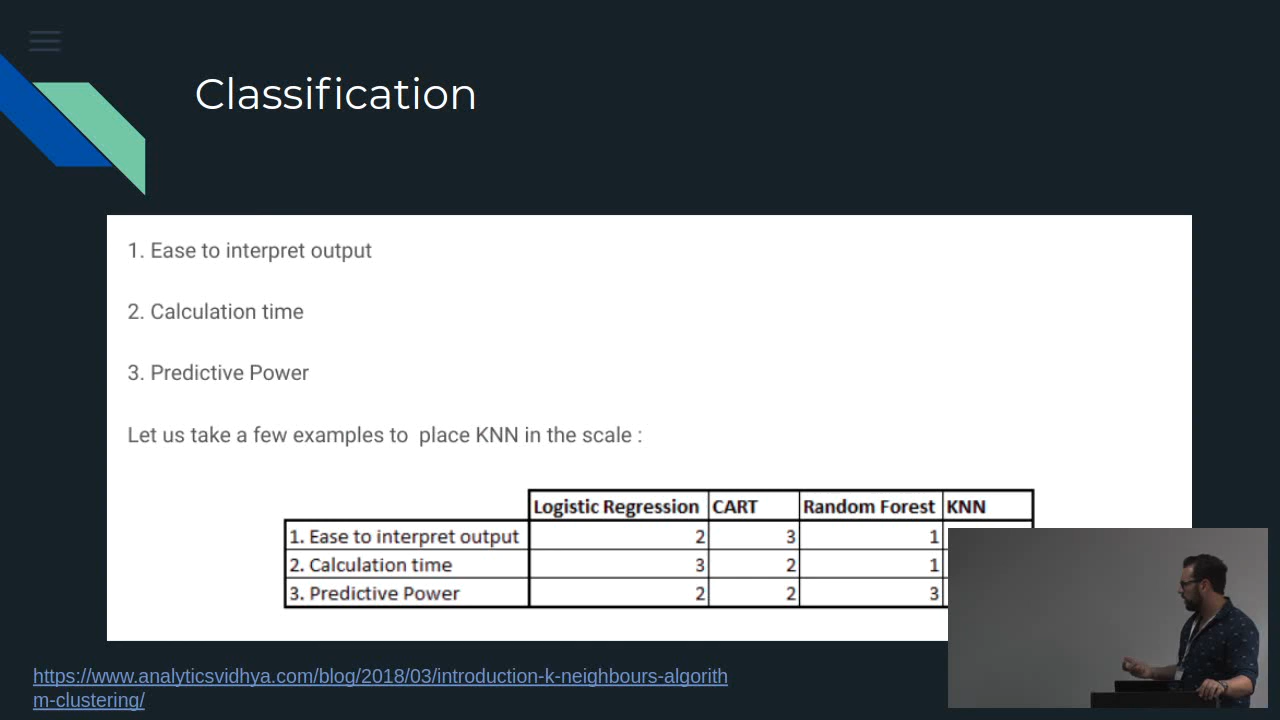 Classification
1. Ease to interpret output
2. Calculation time
3. Predictive Power
Let us take a few examples to  place KNN in the scale :
Logistic Regression CART Random Forest KNN
1. Ease to interpret output 2 3 1
2. Calculation time 3 2 1
3. Predictive Power 2 2 3
https://www.analyticsvidhya.com/blog/2018/03/introduction-k-neighbours-algorith
m-clustering/